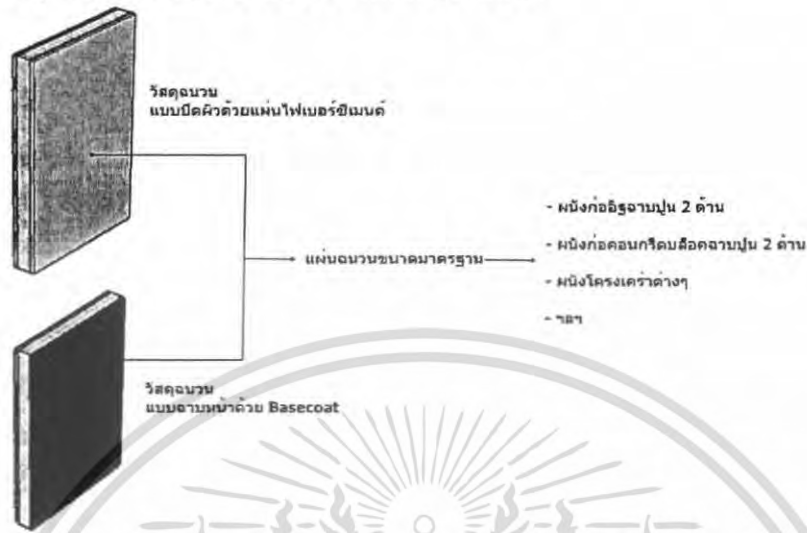 วัสดุฉนวน
แบบปิดผิวด้วยแผ่นไฟเบอร์ซีเมนต์
แผ่นฉนวนขนาดมาตรฐาน
- ผนังก่ออิฐฉาบปูน 2 ด้าน
- ผนังก่อคอนกรีตบล็อคฉาบปูน 2 ด้าน
- ผนังโครงเคร่าต่างๆ
- ฯลฯ
วัสดุฉนวน
แบบฉาบหน้าด้วย Basecoat